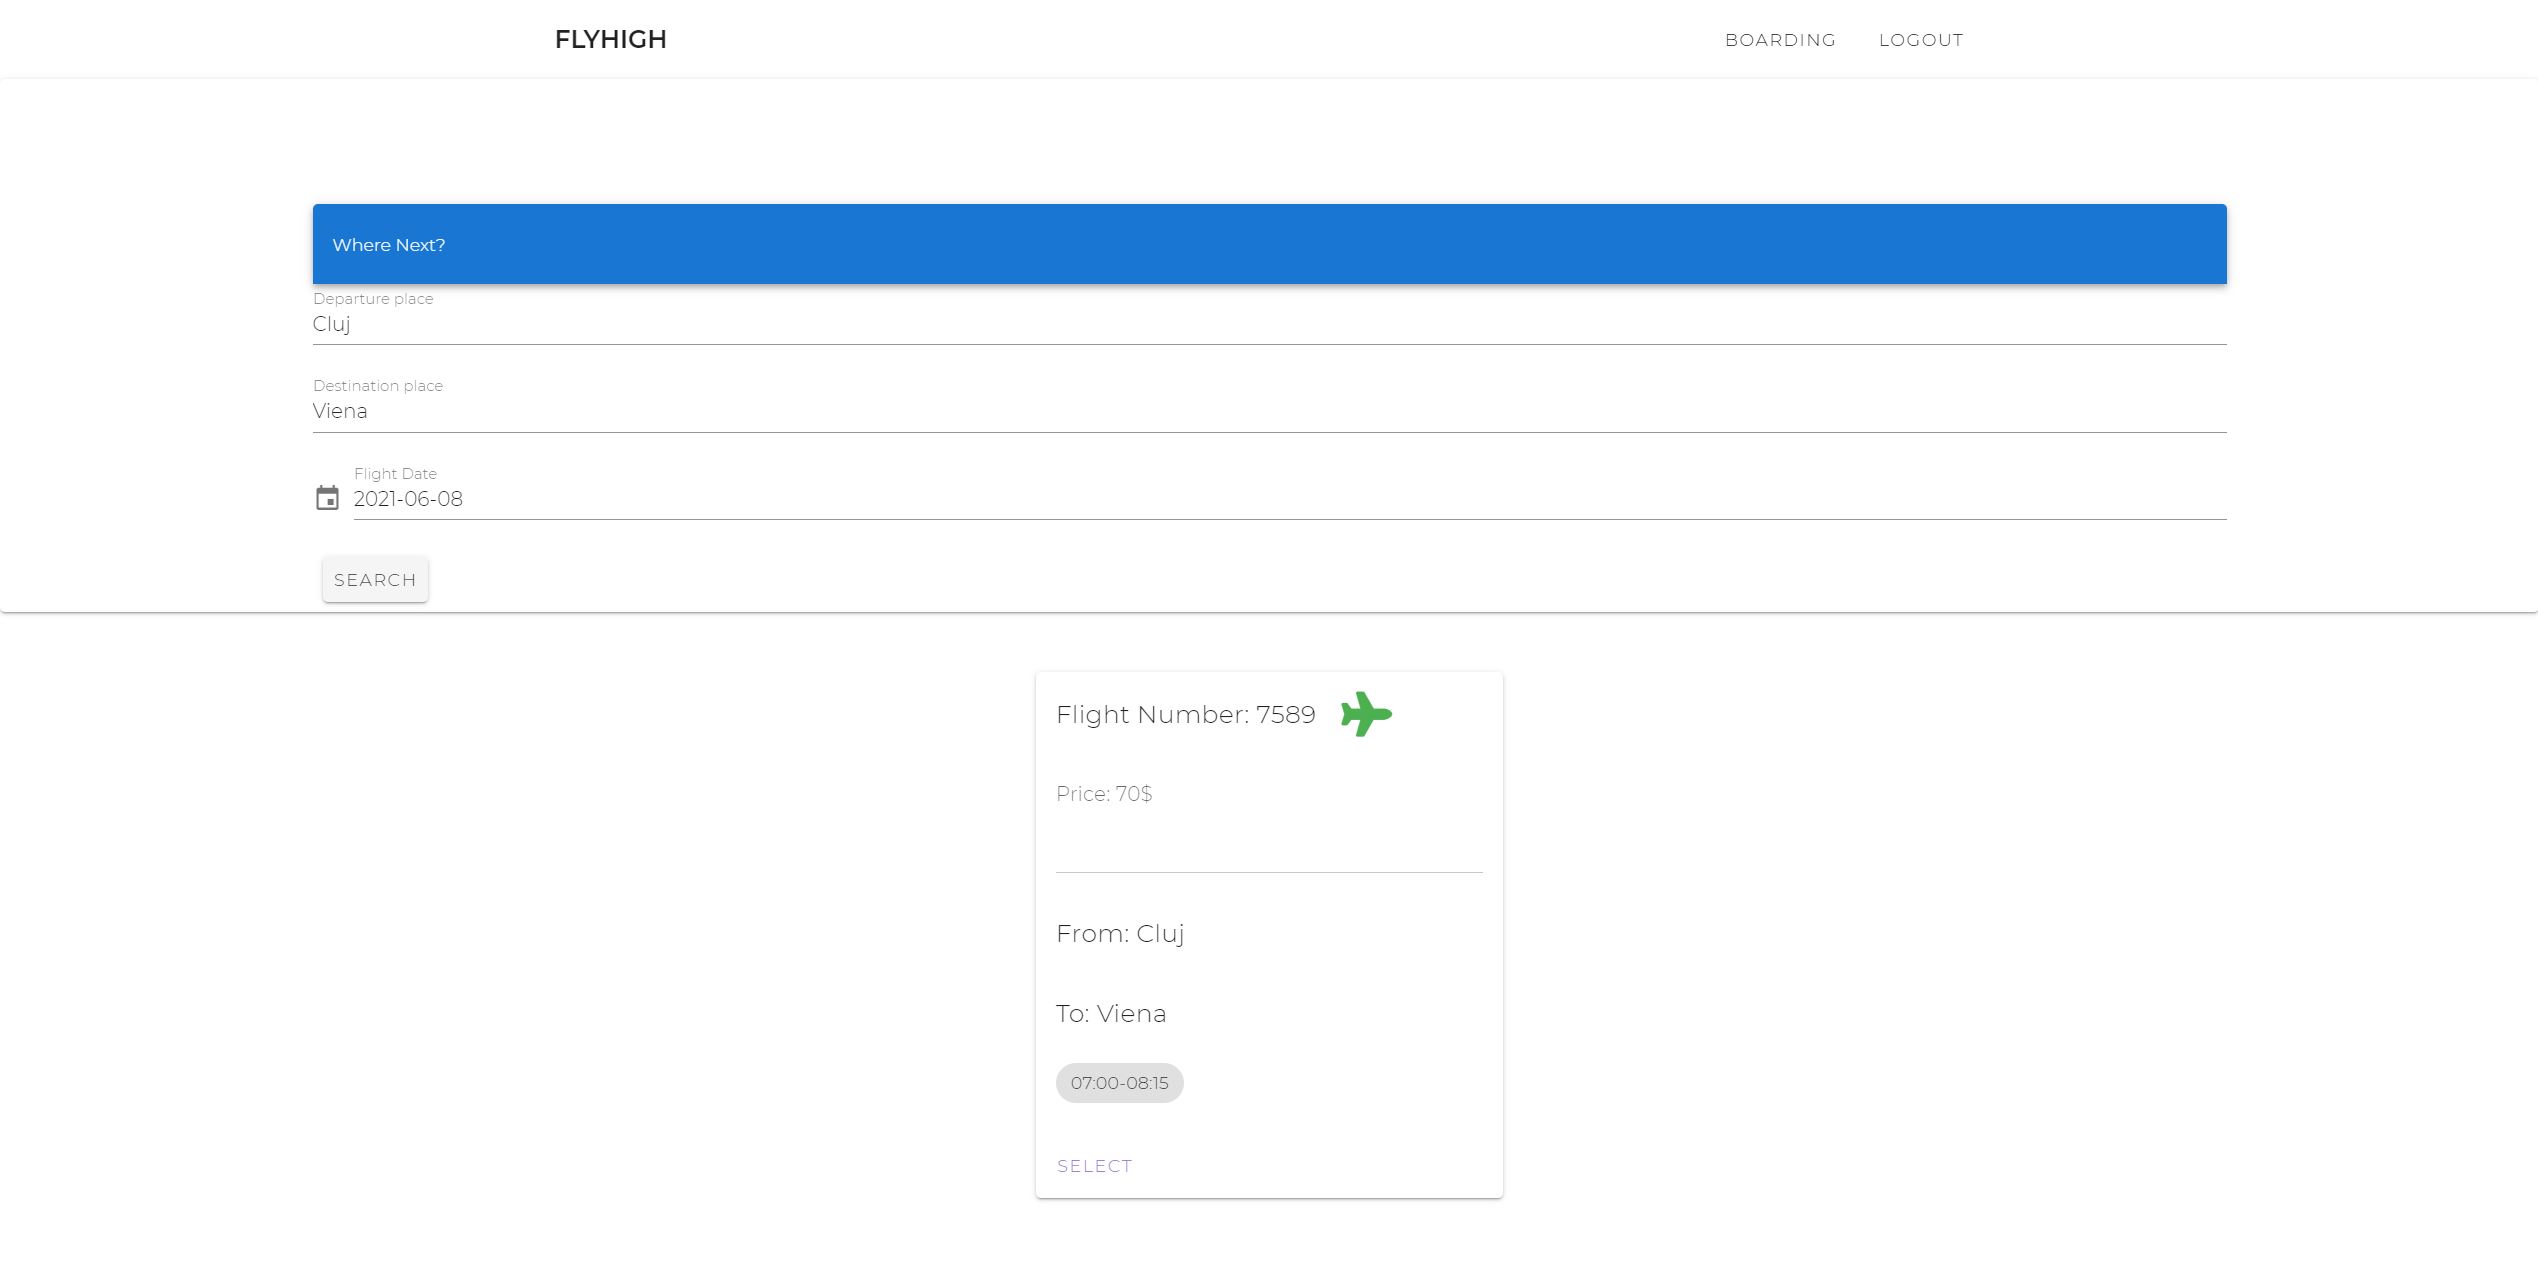 FLYHIGH
BOARDING
LOGOUT
Where Next?
Departure place
Cluj
Destination place
Viena
Flight Date
2021-06-08
SEARCH
Flight Number: 7589
Price: 70$
From: Cluj
To: Viena
07:00-08:15
SELECT